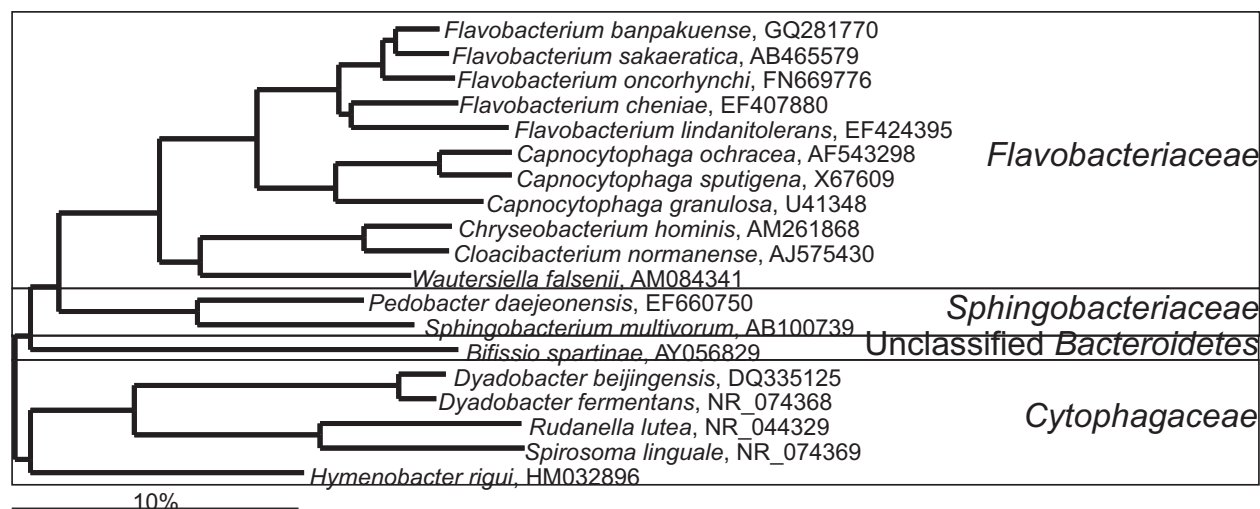 Flavobacterium banpakuense, GQ281770
Flavobacterium sakaeratica, AB465579
Flavobacterium oncorhynchi, FN669776
Flavobacterium cheniae, EF407880
Flavobacterium lindanitolerans, EF424395
Capnocytophaga ochracea, AF543298
Flavobacteriaceae
Capnocytophaga sputigena, X67609
Capnocytophaga granulosa, U41348
Chryseobacterium hominis, AM261868
Cloacibacterium normanense, AJ575430
Wautersiella falsenii, AM084341
Pedobacter daejeonensis, EF660750
Sphingobacteriaceae
Sphingobacterium multivorum, AB100739
Unclassified Bacteroidetes
Bifissio spartinae, AY056829
Dyadobacter beijingensis, DQ335125
Dyadobacter fermentans, NR_074368
Cytophagaceae
Rudanella lutea, NR_044329
Spirosoma linguale, NR_074369
Hymenobacter rigui, HM032896
10%